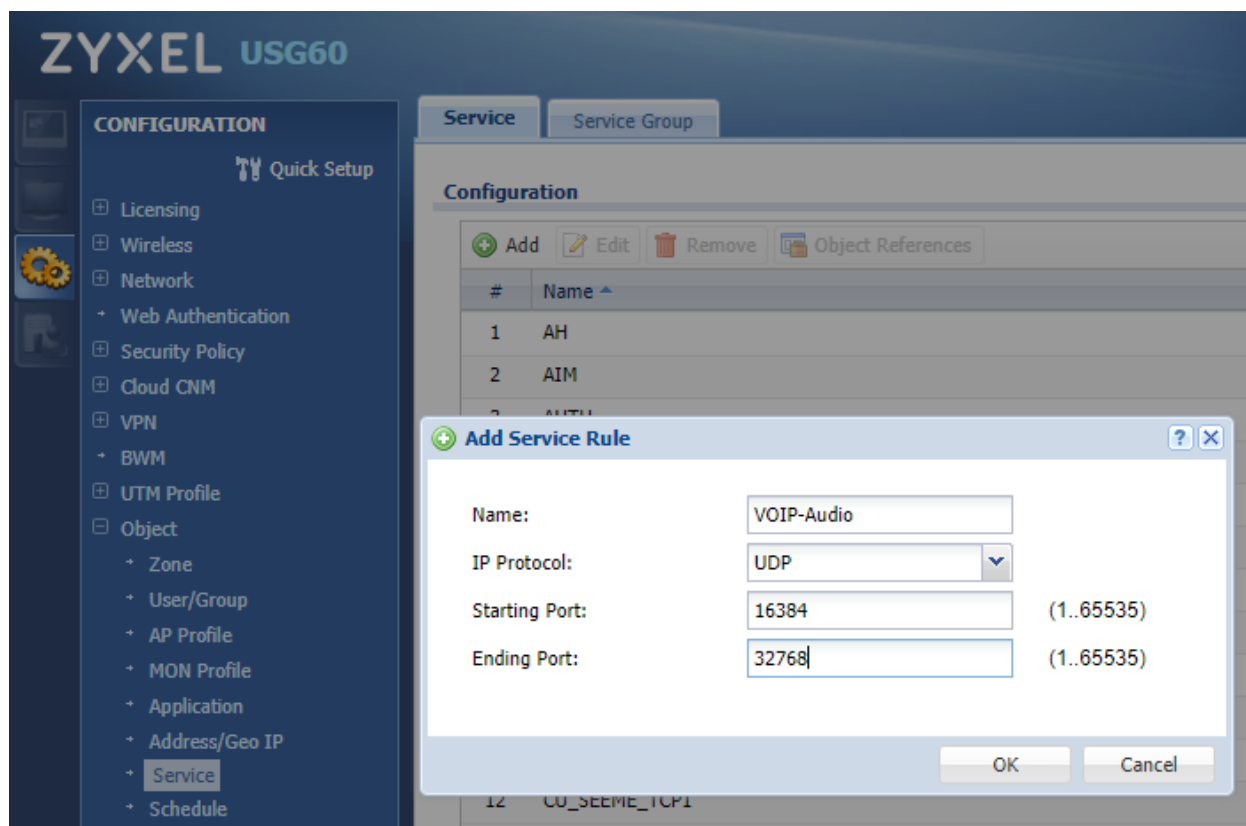 ZYXEL USG60
CONFIGURATION
Quick Setup
Licensing
Wireless
Network
Web Authentication
Security Policy
Cloud CNM
VPN
BWM
UTM Profile
Object
Zone
User/Group
AP Profile
MON Profile
Application
Address/Geo IP
Service
Schedule
Service Service Group
Configuration
Add Edit Remove Object References
# Name
1 AH
2 AIM
3 AUTH
Add Service Rule ?
Name: VOIP-Audio
IP Protocol: UDP
Starting Port: 16384 (1..65535)
Ending Port: 32768 (1..65535)
OK Cancel
12 CU_SEEME_TCP1